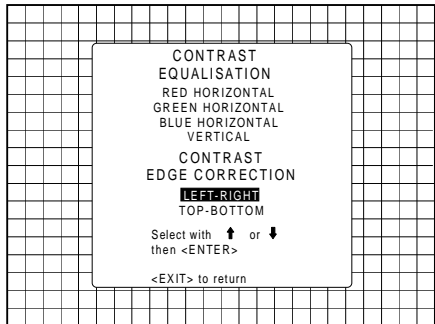 CONTRAST
EQUALISATION
RED HORIZONTAL
GREEN HORIZONTAL
BLUE HORIZONTAL
VERTICAL
CONTRAST
EDGE CORRECTION
LEFT-RIGHT
TOP-BOTTOM
Select with ⬆ or ⬇
then <ENTER>
<EXIT> to return